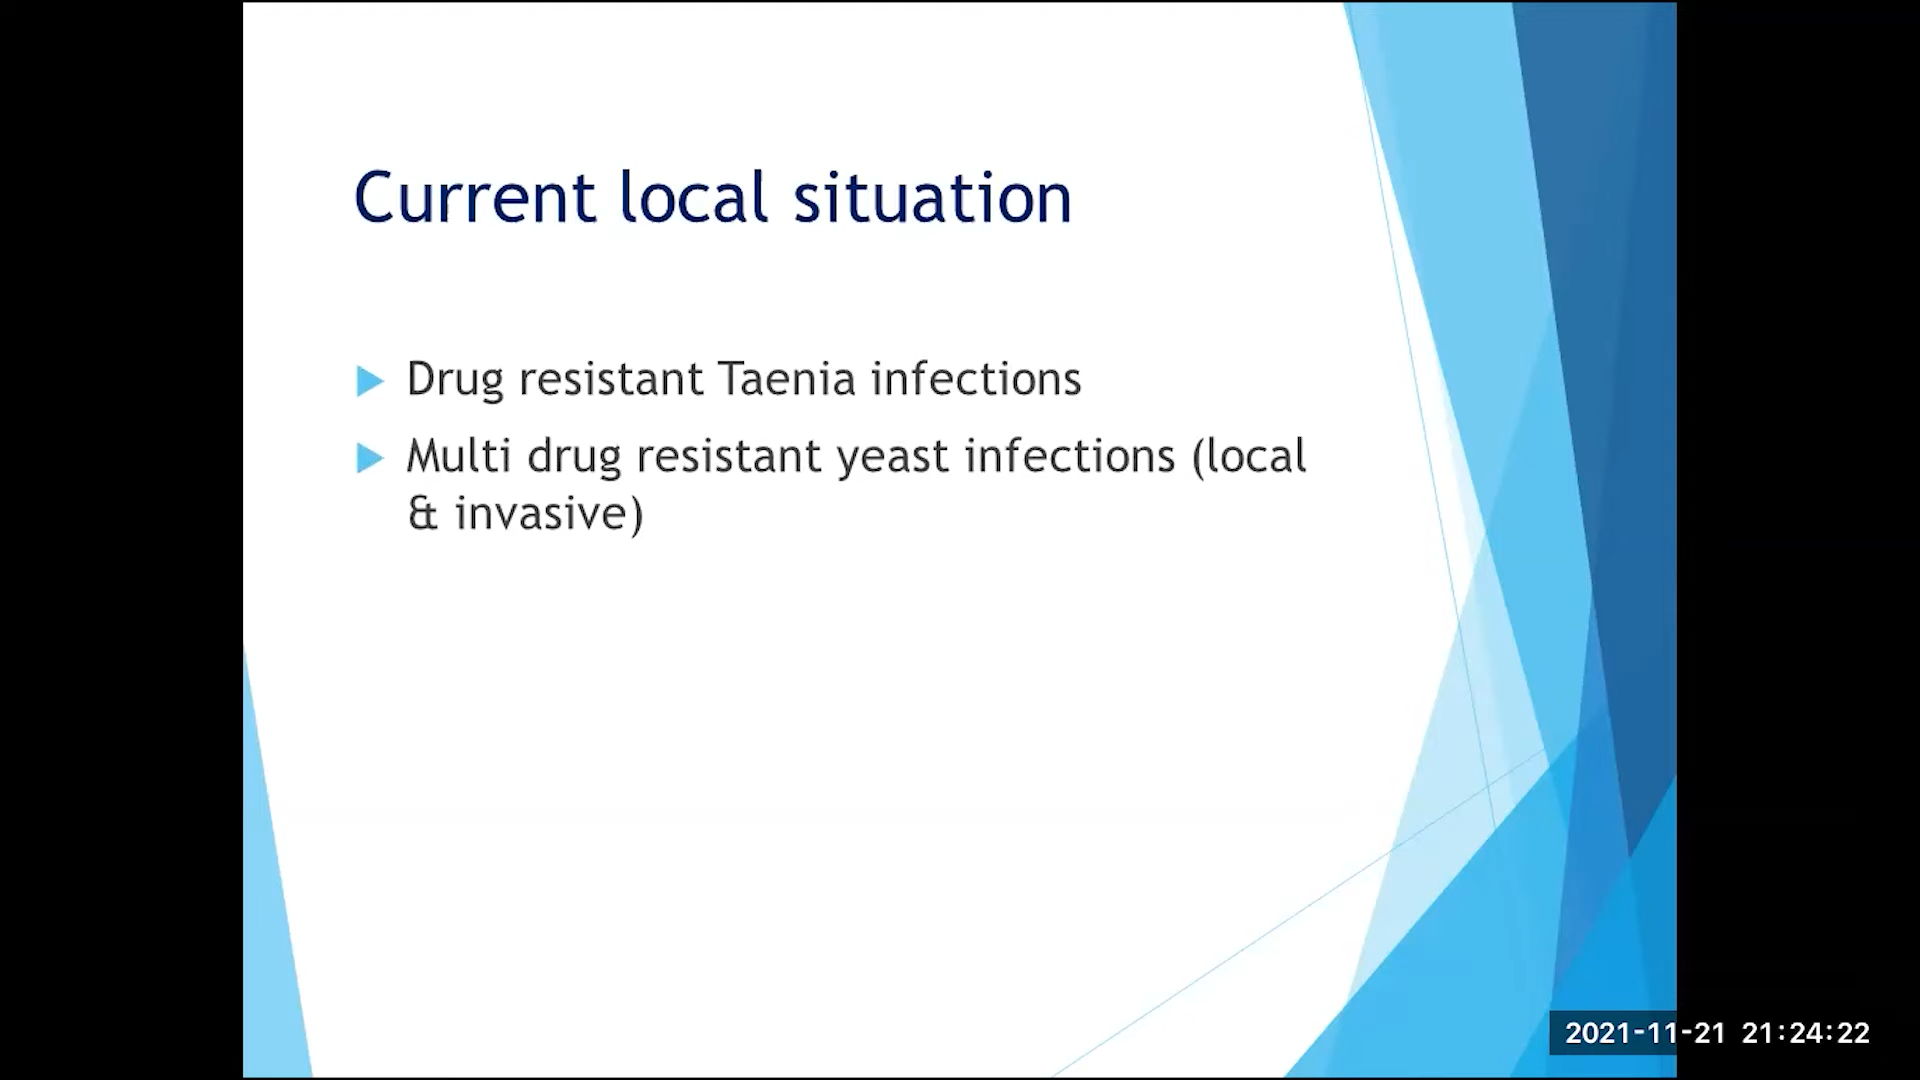 Current local situation
Drug resistant Taenia infections
Multi drug resistant yeast infections (local
& invasive)
2021-11-21 21:24:22